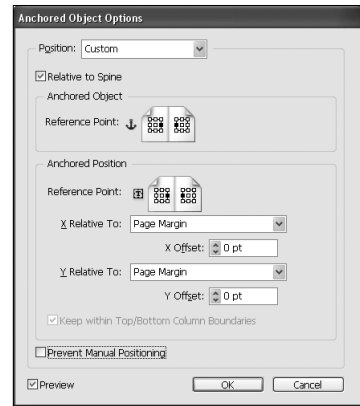 Anchored Object Options
Position: Custom
Relative to Spine
Anchored Object
Reference Point:
Anchored Position
Reference Point:
X Relative To: Page Margin
X Offset: 0 pt
Y Relative To: Page Margin
Y Offset: 0 pt
Keep within Top/Bottom Column Boundaries
Prevent Manual Positioning
Preview OK Cancel